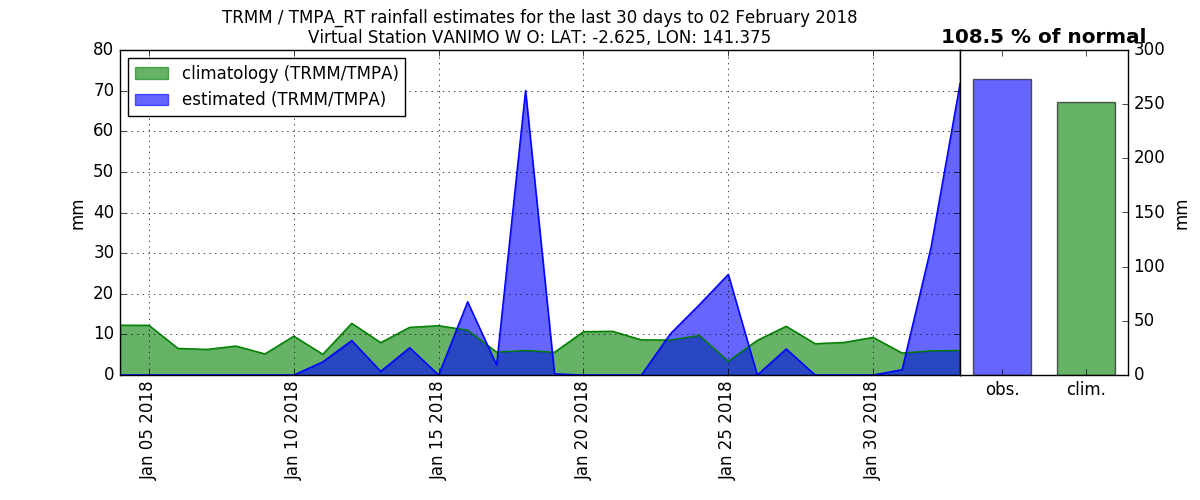 TRMM / TMPA_RT rainfall estimates for the last 30 days to 02 February 2018
Virtual Station VANIMO W O: LAT: -2.625, LON: 141.375
108.5 % of normal
climatology (TRMM/TMPA)
estimated (TRMM/TMPA)
80
70
60
50
40
30
20
10
0
mm
Jan 05 2018
Jan 10 2018
Jan 15 2018
Jan 20 2018
Jan 25 2018
Jan 30 2018
obs.
clim.
300
250
200
150
100
50
0
mm